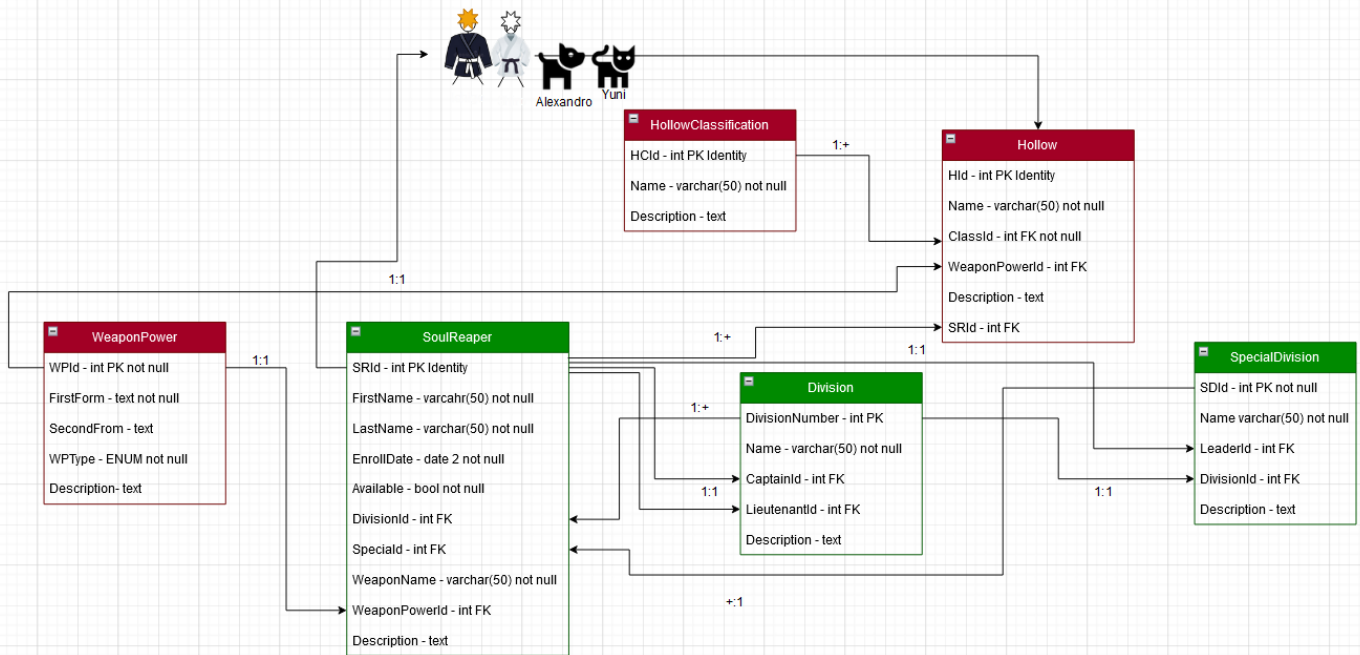 Alexandro
Yuni
HollowClassification
HCId - int PK Identity
Name - varchar(50) not null
Description - text
1:+
Hollow
HId - int PK Identity
Name - varchar(50) not null
ClassId - int FK not null
WeaponPowerId - int FK
Description - text
SRId - int FK
1:1
WeaponPower
WPId - int PK not null
FirstForm - text not null
SecondFrom - text
WPType - ENUM not null
Description- text
1:1
SoulReaper
SRId - int PK Identity
FirstName - varcahr(50) not null
LastName - varchar(50) not null
EnrollDate - date 2 not null
Available - bool not null
DivisionId - int FK
SpeciaId - int FK
WeaponName - varchar(50) not null
WeaponPowerId - int FK
Description - text
1:+
1:1
1:+
1:1
Division
DivisionNumber - int PK
Name - varchar(50) not null
CaptainId - int FK
LieutenantId - int FK
Description - text
1:1
+:1
SpecialDivision
SDId - int PK not null
Name varchar(50) not null
LeaderId - int FK
DivisionId - int FK
Description - text